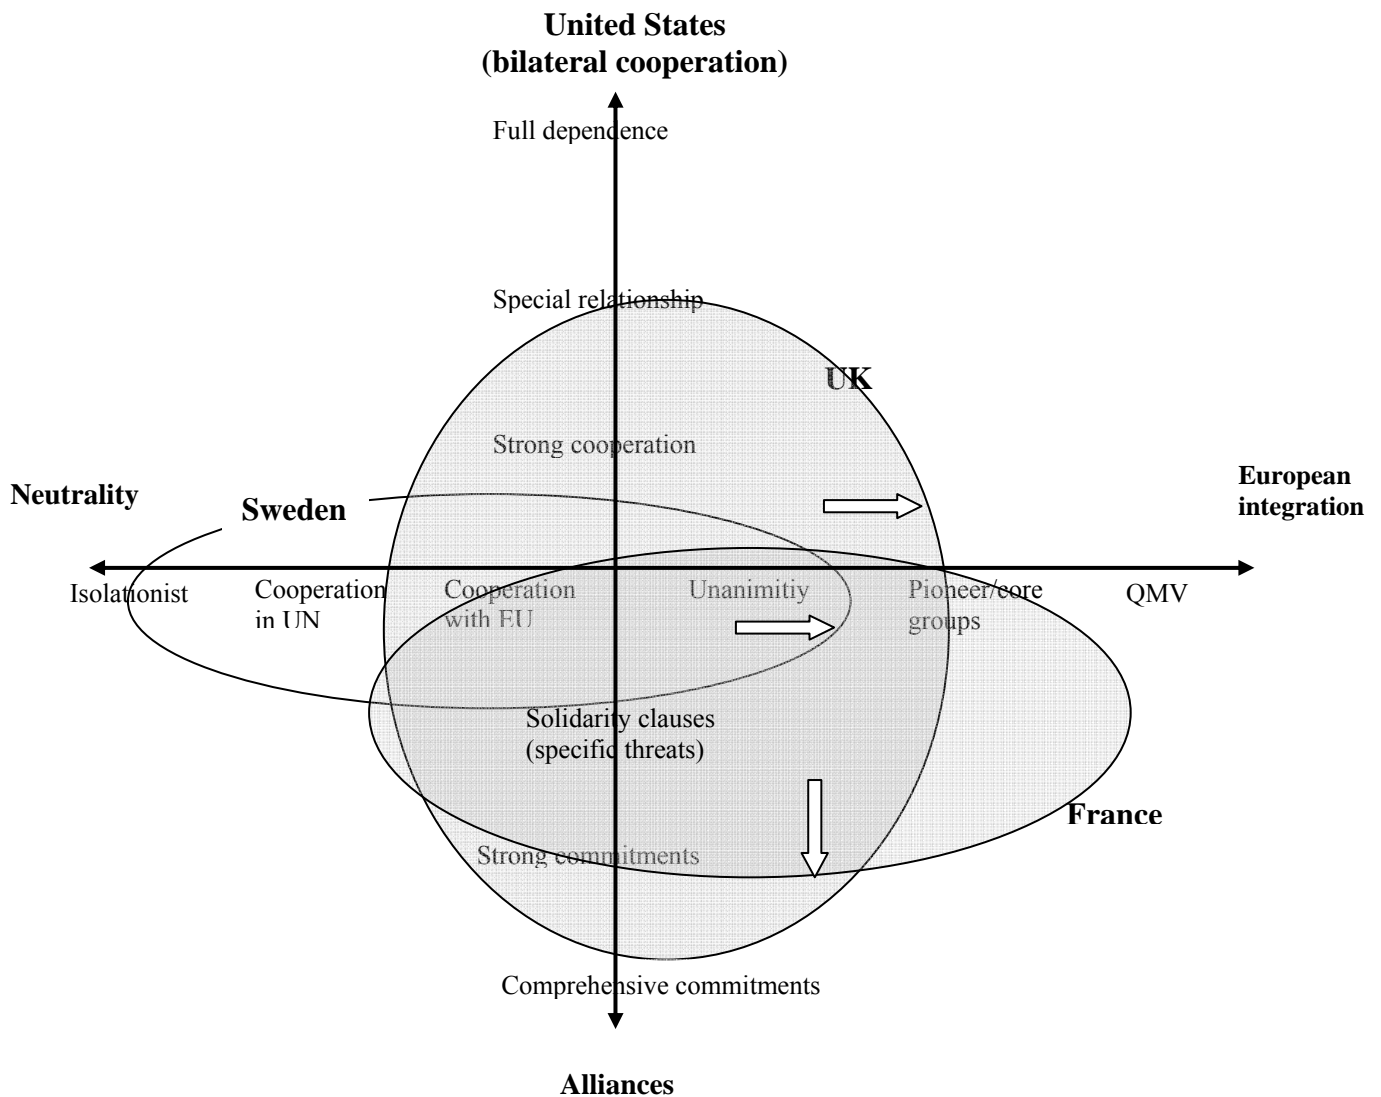 United States
(bilateral cooperation)
Full dependence
Special relationship
UK
Strong cooperation
European
integration
Neutrality
Sweden
Isolationist
Cooperation
in UN
Cooperation
with EU
Unanimitiy
Pioneer/core
groups
QMV
Solidarity clauses
(specific threats)
France
Strong commitments
Comprehensive commitments
Alliances